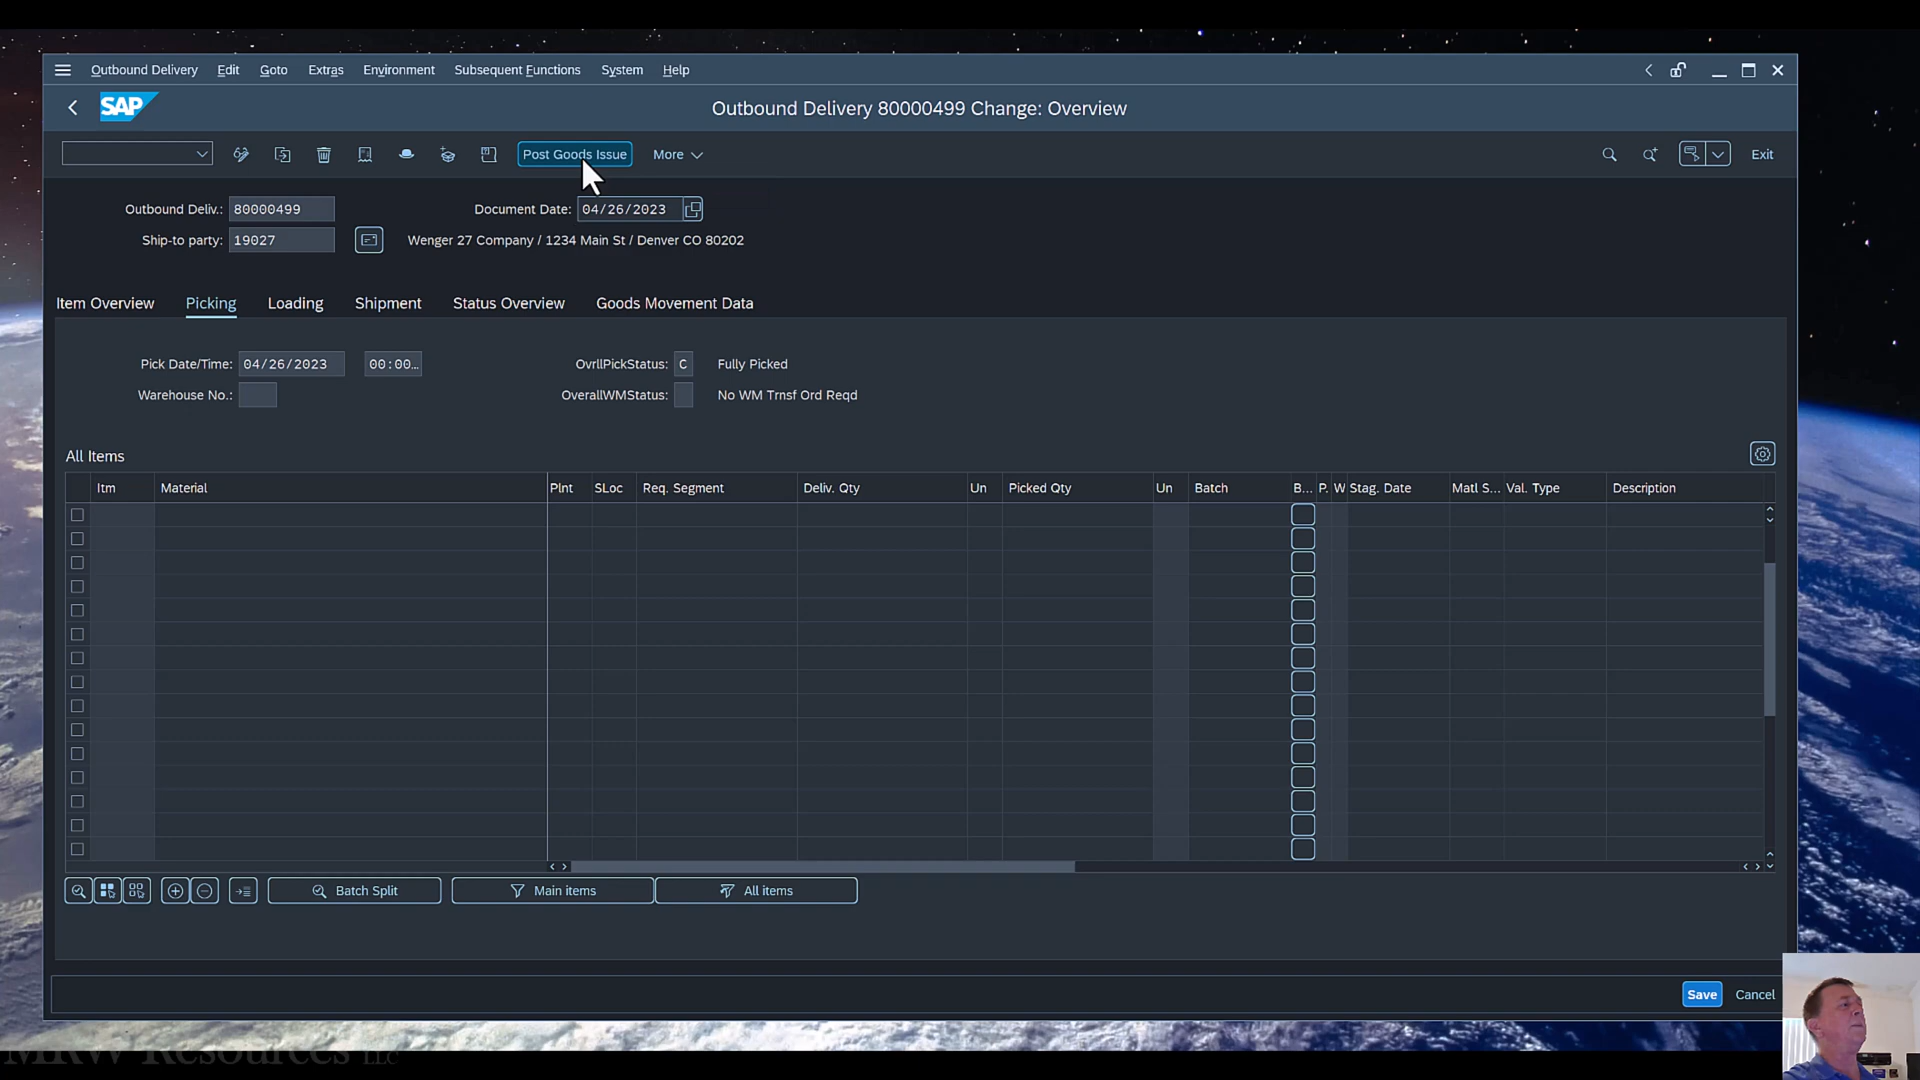 Outbound Delivery Edit Goto Extras Environment Subsequent Functions System Help
SAP Outbound Delivery 80000499 Change: Overview
Post Goods Issue More Exit
Outbound Deliv.: 80000499 Document Date: 04/26/2023
Ship-to party: 19027 Wenger 27 Company / 1234 Main St / Denver CO 80202
Item Overview Picking Loading Shipment Status Overview Goods Movement Data
Pick Date/Time: 04/26/2023 00:00... OvrllPickStatus: C Fully Picked
Warehouse No.: OverallWMStatus: No WM Trnsf Ord Reqd
All Items
Itm Material Plnt SLoc Req. Segment Deliv. Qty Un Picked Qty Un Batch B... P. W Stag. Date Matl S... Val. Type Description
Batch Split Main items All items
Save Cancel
MRW Resources LLC